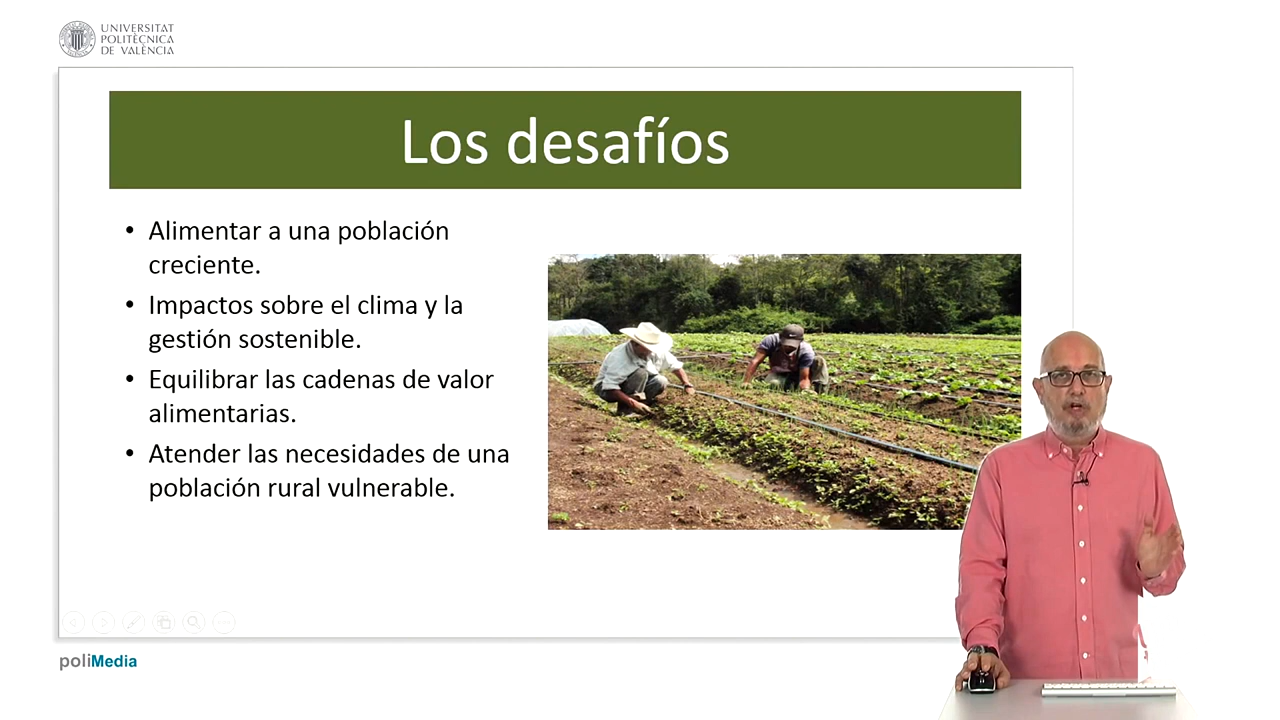 UNIVERSITAT
POLITÈCNICA
DE VALÈNCIA
Los desafíos
• Alimentar a una población
creciente.
• Impactos sobre el clima y la
gestión sostenible.
• Equilibrar las cadenas de valor
alimentarias.
• Atender las necesidades de una
población rural vulnerable.
poliMedia